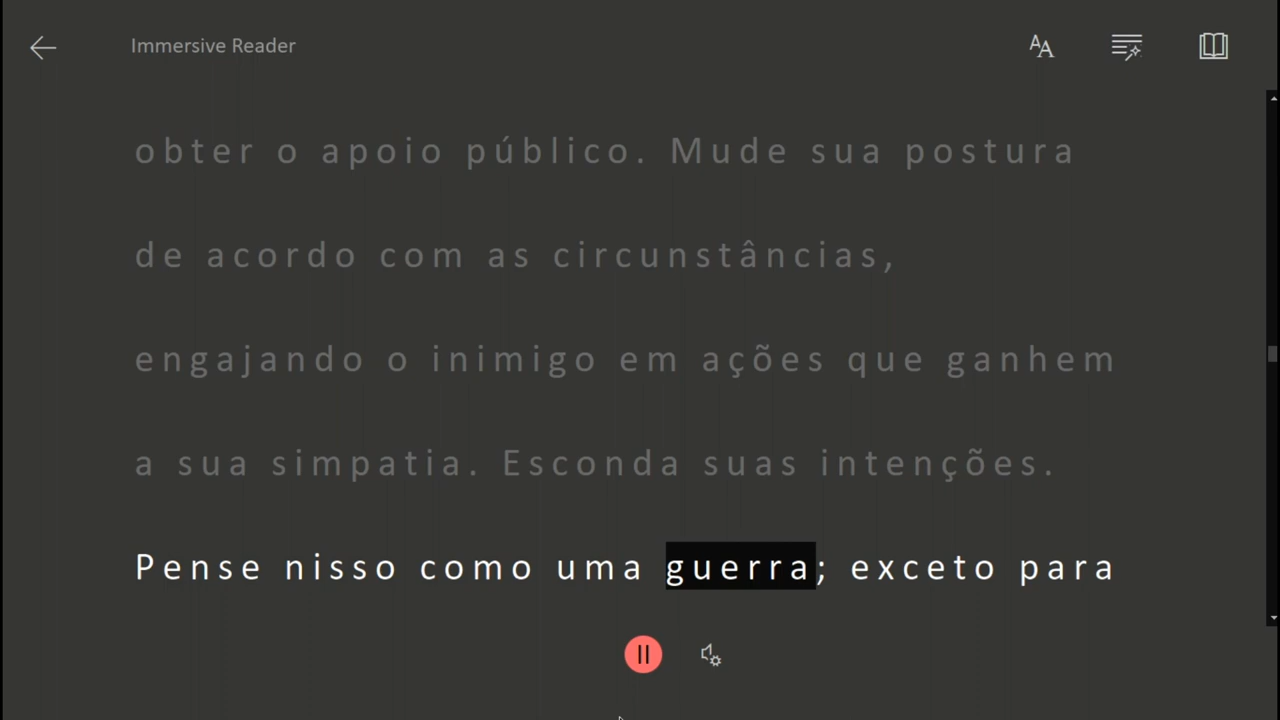 Immersive Reader
obter o apoio público. Mude sua postura
de acordo com as circunstâncias,
engajando o inimigo em ações que ganhem
a sua simpatia. Esconda suas intenções.
Pense nisso como uma guerra; exceto para